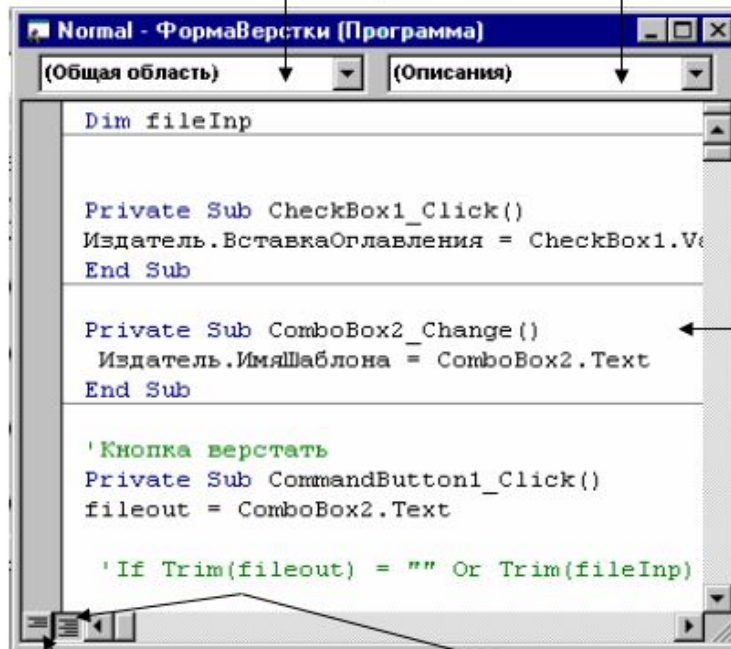 Normal - ФормаВерстки (Программа)
(Общая область) (Описания)
Dim fileInp
Private Sub CheckBox1_Click()
Издатель.ВставкаОглавления = CheckBox1.Va
End Sub
Private Sub ComboBox2_Change()
Издатель.ИмяШаблона = ComboBox2.Text
End Sub
'Кнопка верстать
Private Sub CommandButton1_Click()
fileout = ComboBox2.Text
'If Trim(fileout) = "" Or Trim(fileInp)